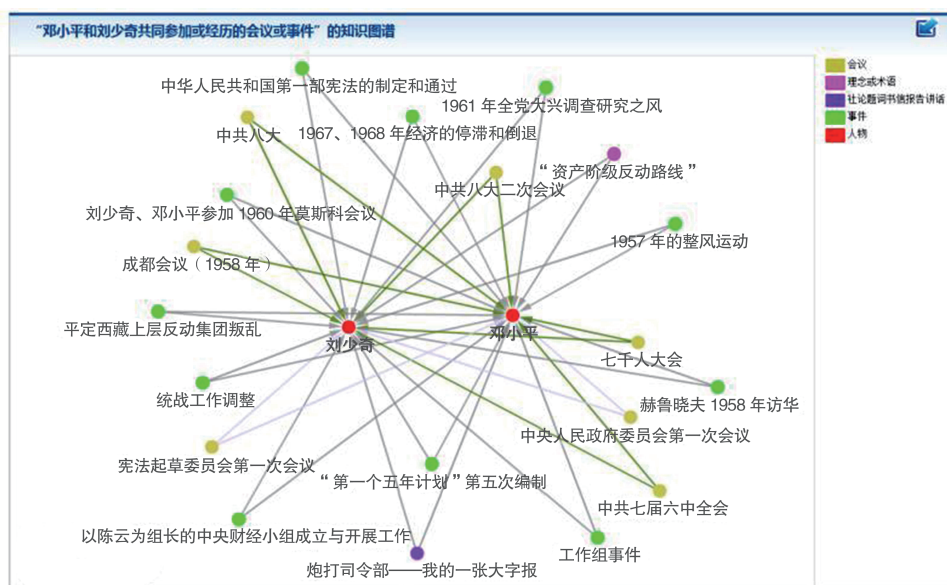 “邓小平和刘少奇共同参加或经历的会议或事件”的知识图谱
会议
理念或术语
社论题词书信报告讲话
事件
人物
中华人民共和国第一部宪法的制定和通过
1961 年全党大兴调查研究之风
中共八大
1967、1968 年经济的停滞和倒退
“资产阶级反动路线”
中共八大二次会议
刘少奇、邓小平参加 1960 年莫斯科会议
1957 年的整风运动
成都会议（1958 年）
平定西藏上层反动集团叛乱
刘少奇
邓小平
七千人大会
统战工作调整
赫鲁晓夫 1958 年访华
中央人民政府委员会第一次会议
宪法起草委员会第一次会议
“第一个五年计划”第五次编制
中共七届六中全会
以陈云为组长的中央财经小组成立与开展工作
工作组事件
炮打司令部——我的一张大字报